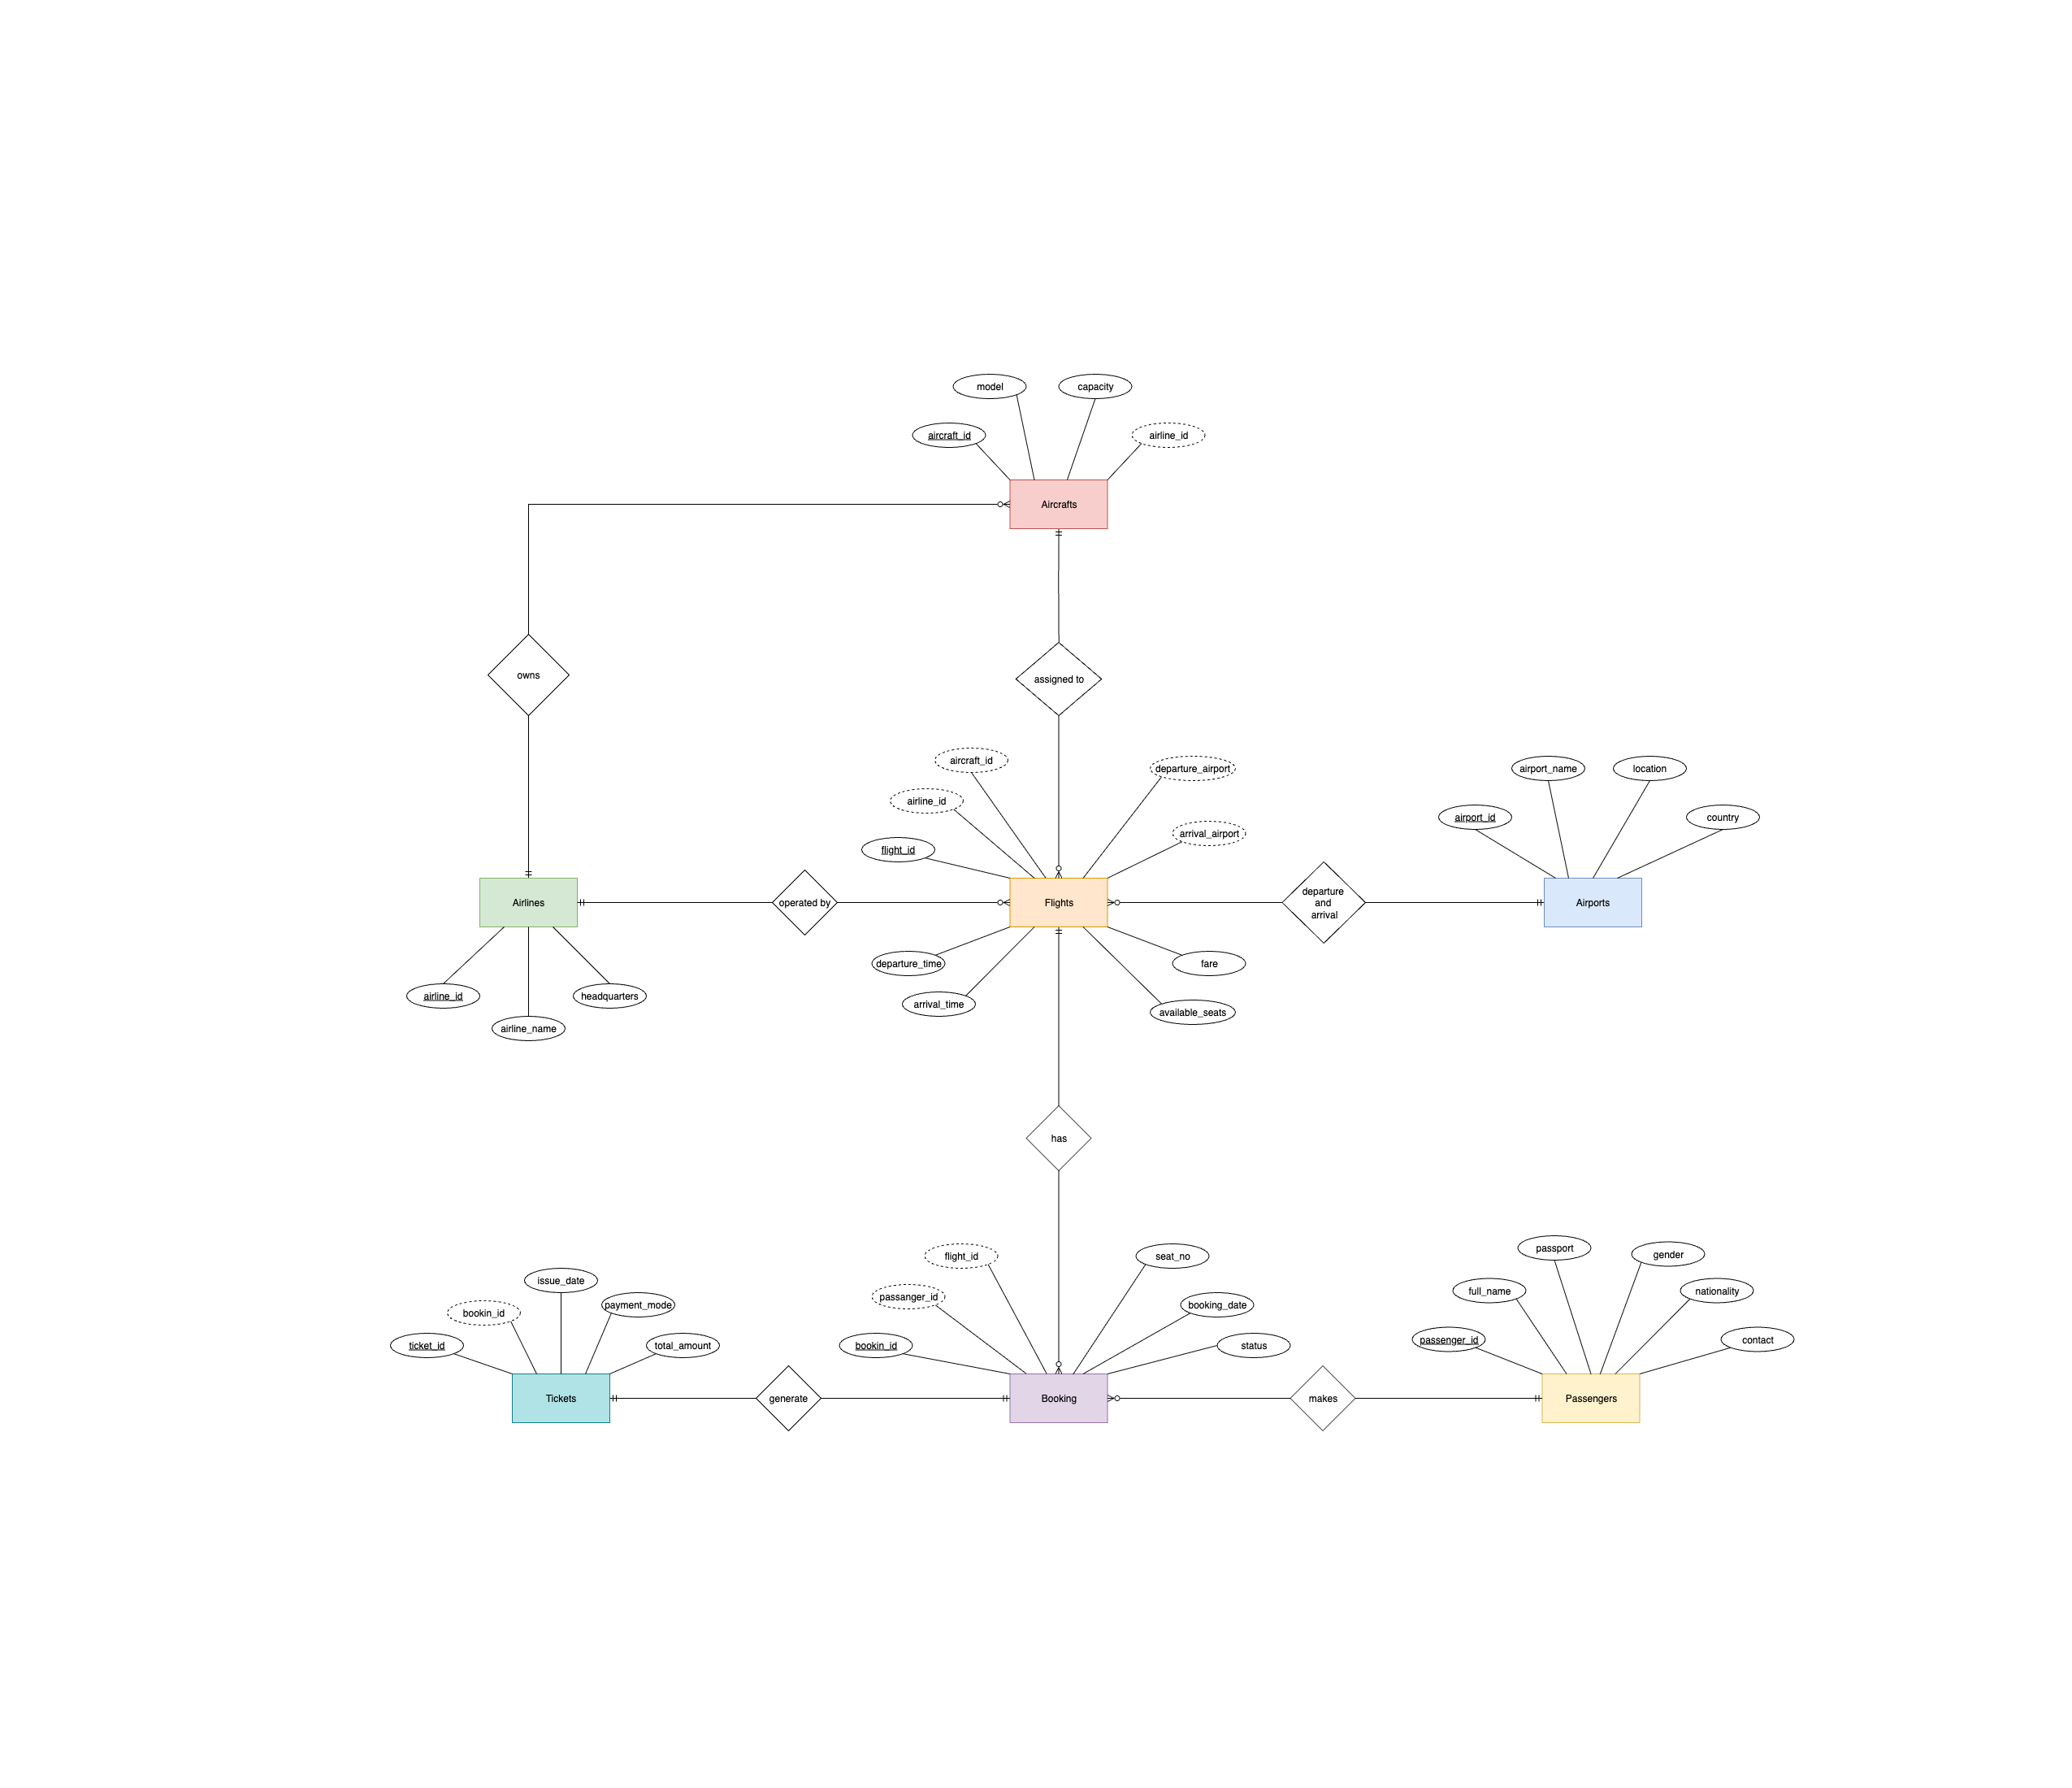 model
capacity
aircraft_id
airline_id
Aircrafts
owns
assigned to
aircraft_id
departure_airport
airport_name
location
airline_id
arrival_airport
airport_id
country
flight_id
Airlines
operated by
Flights
departure
and
arrival
Airports
departure_time
fare
airline_id
headquarters
arrival_time
available_seats
airline_name
has
flight_id
seat_no
passport
gender
issue_date
passanger_id
booking_date
full_name
nationality
bookin_id
payment_mode
ticket_id
total_amount
bookin_id
status
passenger_id
contact
Tickets
generate
Booking
makes
Passengers